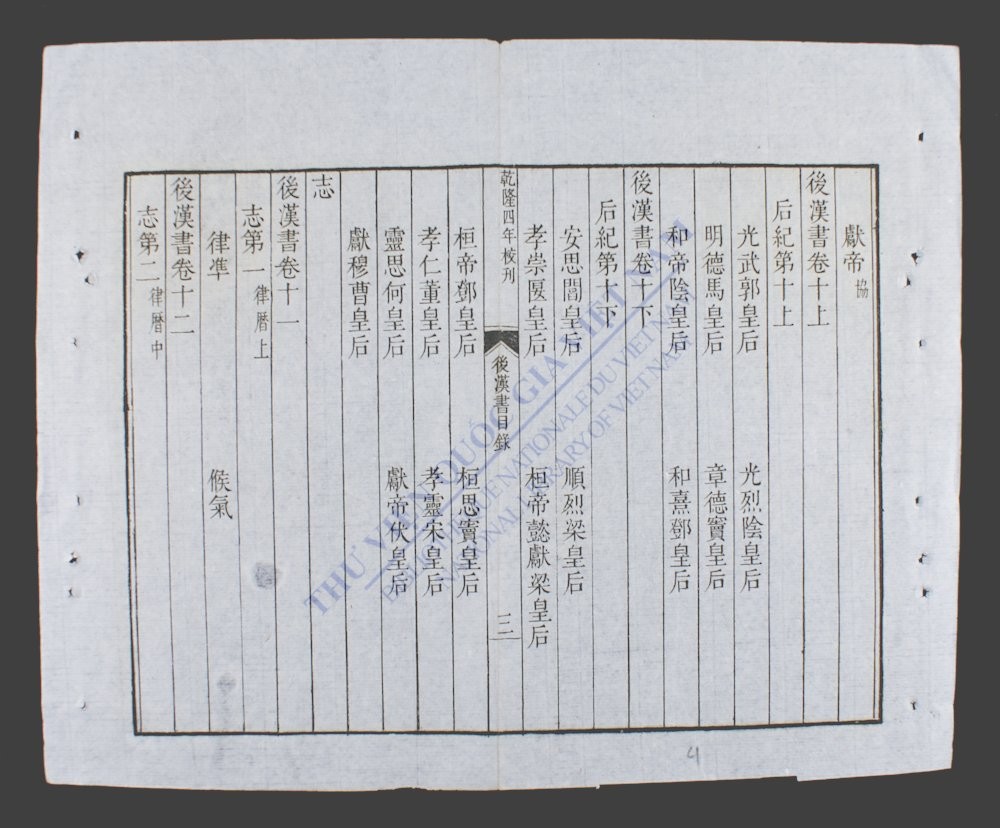 獻帝 協
後漢書卷十上
后紀第十上
光武郭皇后 光烈陰皇后
明德馬皇后 章德竇皇后
和帝陰皇后 和熹鄧皇后
後漢書卷十下
后紀第十下
安思閻皇后 順烈梁皇后
孝崇匽皇后 桓帝懿獻梁皇后
乾隆四年校刊 後漢書目錄 三
桓帝鄧皇后 桓思竇皇后
孝仁董皇后 孝靈宋皇后
靈思何皇后 獻帝伏皇后
獻穆曹皇后
志
後漢書卷十一
志第一 律曆上
律準 候氣
後漢書卷十二
志第二 律曆中
THƯ VIỆN QUỐC GIA VIỆT NAM
BIBLIOTHEQUE NATIONALE DU VIET NAM
NATIONAL LIBRARY OF VIET NAM
4